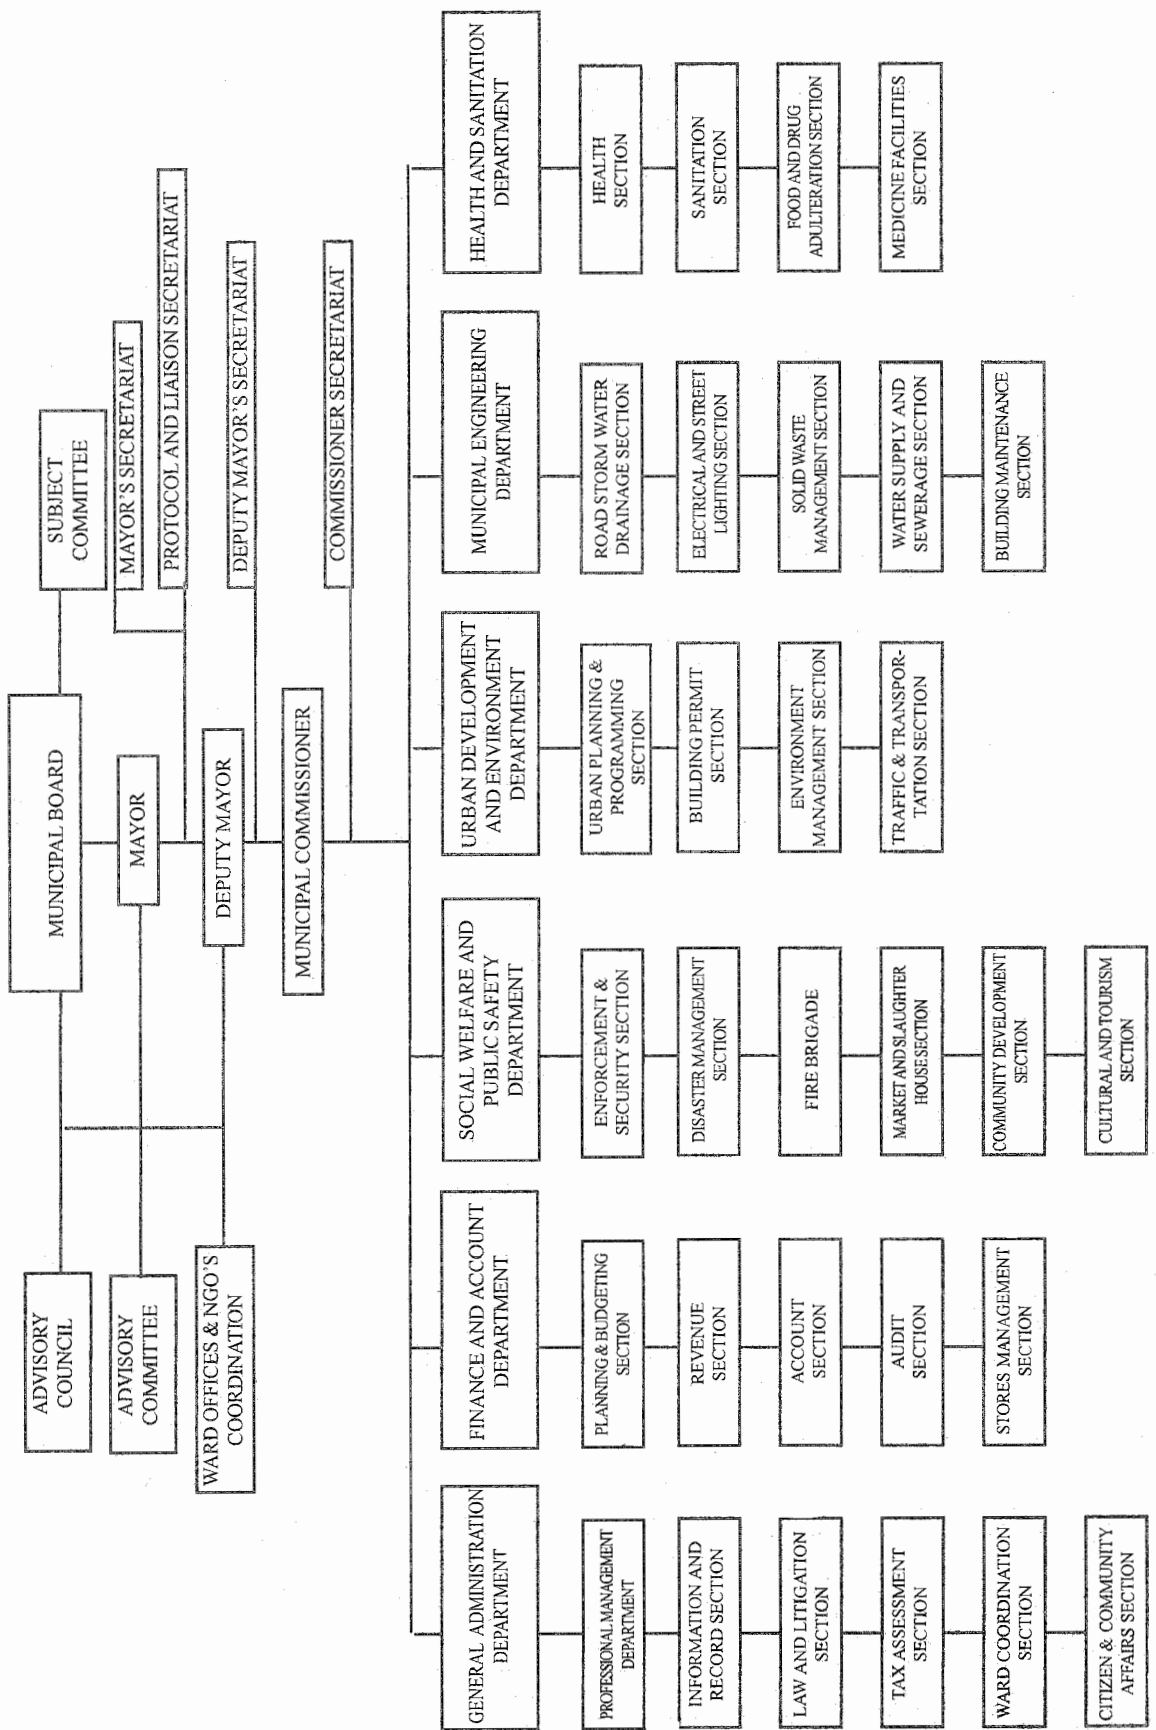 MUNICIPAL BOARD
SUBJECT
COMMITTEE
ADVISORY
COUNCIL
MAYOR
MAYOR'S SECRETARIAT
ADVISORY
COMMITTEE
PROTOCOL AND LIAISON SECRETARIAT
DEPUTY MAYOR
DEPUTY MAYOR'S SECRETARIAT
WARD OFFICES & NGO'S
COORDINATION
MUNICIPAL COMMISSIONER
COMMISSIONER SECRETARIAT
GENERAL ADMINISTRATION
DEPARTMENT
PROFESSIONAL MANAGEMENT
DEPARTMENT
INFORMATION AND
RECORD SECTION
LAW AND LITIGATION
SECTION
TAX ASSESSMENT
SECTION
WARD COORDINATION
SECTION
CITIZEN & COMMUNITY
AFFAIRS SECTION
FINANCE AND ACCOUNT
DEPARTMENT
PLANNING & BUDGETING
SECTION
REVENUE
SECTION
ACCOUNT
SECTION
AUDIT
SECTION
STORES MANAGEMENT
SECTION
SOCIAL WELFARE AND
PUBLIC SAFETY
DEPARTMENT
ENFORCEMENT &
SECURITY SECTION
DISASTER MANAGEMENT
SECTION
FIRE BRIGADE
MARKET AND SLAUGHTER
HOUSE SECTION
COMMUNITY DEVELOPMENT
SECTION
CULTURAL AND TOURISM
SECTION
URBAN DEVELOPMENT
AND ENVIRONMENT
DEPARTMENT
URBAN PLANNING &
PROGRAMMING
SECTION
BUILDING PERMIT
SECTION
ENVIRONMENT
MANAGEMENT SECTION
TRAFFIC & TRANSPOR-
TATION SECTION
MUNICIPAL ENGINEERING
DEPARTMENT
ROAD STORM WATER
DRAINAGE SECTION
ELECTRICAL AND STREET
LIGHTING SECTION
SOLID WASTE
MANAGEMENT SECTION
WATER SUPPLY AND
SEWERAGE SECTION
BUILDING MAINTENANCE
SECTION
HEALTH AND SANITATION
DEPARTMENT
HEALTH
SECTION
SANITATION
SECTION
FOOD AND DRUG
ADULTERATION SECTION
MEDICINE FACILITIES
SECTION